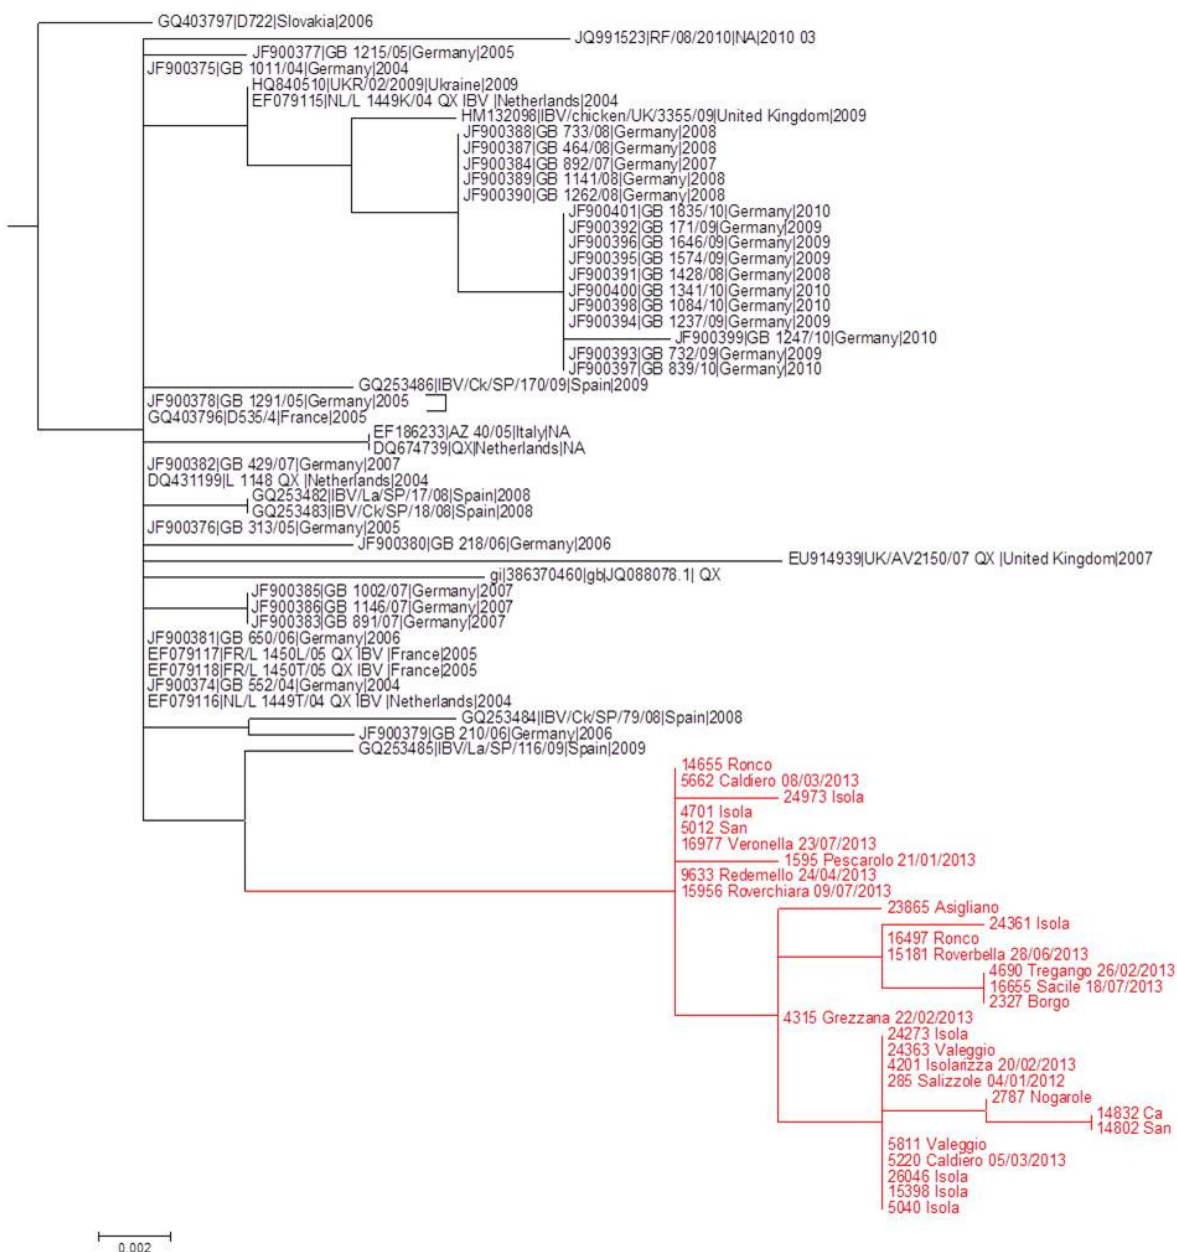 GQ403797|D722|Slovakia|2006
JQ991523|RF/08/2010|NA|2010 03
JF900377|GB 1215/05|Germany|2005
JF900375|GB 1011/04|Germany|2004
HQ840510|UKR/02/2009|Ukraine|2009
EF079115|NL/L 1449K/04 QX IBV |Netherlands|2004
HM132098|IBV/chicken/UK/3355/09|United Kingdom|2009
JF900388|GB 733/08|Germany|2008
JF900387|GB 464/08|Germany|2008
JF900384|GB 892/07|Germany|2007
JF900389|GB 1141/08|Germany|2008
JF900390|GB 1262/08|Germany|2008
JF900401|GB 1835/10|Germany|2010
JF900392|GB 171/09|Germany|2009
JF900396|GB 1646/09|Germany|2009
JF900395|GB 1574/09|Germany|2009
JF900391|GB 1428/08|Germany|2008
JF900400|GB 1341/10|Germany|2010
JF900398|GB 1084/10|Germany|2010
JF900394|GB 1237/09|Germany|2009
JF900399|GB 1247/10|Germany|2010
JF900393|GB 732/09|Germany|2009
JF900397|GB 839/10|Germany|2010
GQ253486|IBV/Ck/SP/170/09|Spain|2009
JF900378|GB 1291/05|Germany|2005
GQ403796|D535/4|France|2005
EF186233|AZ 40/05|Italy|NA
DQ674739|QX|Netherlands|NA
JF900382|GB 429/07|Germany|2007
DQ431199|L 1148 QX |Netherlands|2004
GQ253482|IBV/La/SP/17/08|Spain|2008
GQ253483|IBV/Ck/SP/18/08|Spain|2008
JF900376|GB 313/05|Germany|2005
JF900380|GB 218/06|Germany|2006
EU914939|UK/AV2150/07 QX |United Kingdom|2007
gi|386370460|gb|JQ088078.1| QX
JF900385|GB 1002/07|Germany|2007
JF900386|GB 1146/07|Germany|2007
JF900383|GB 891/07|Germany|2007
JF900381|GB 650/06|Germany|2006
EF079117|FR/L 1450L/05 QX IBV |France|2005
EF079118|FR/L 1450T/05 QX IBV |France|2005
JF900374|GB 552/04|Germany|2004
EF079116|NL/L 1449T/04 QX IBV |Netherlands|2004
GQ253484|IBV/Ck/SP/79/08|Spain|2008
JF900379|GB 210/06|Germany|2006
GQ253485|IBV/La/SP/116/09|Spain|2009
14655 Ronco
5662 Caldiero 08/03/2013
24973 Isola
4701 Isola
5012 San
16977 Veronella 23/07/2013
1595 Pescarolo 21/01/2013
9633 Redemello 24/04/2013
15956 Roverchiara 09/07/2013
23865 Asigliano
24361 Isola
16497 Ronco
15181 Roverbella 28/06/2013
4690 Tregango 26/02/2013
16655 Sacile 18/07/2013
2327 Borgo
4315 Grezzana 22/02/2013
24273 Isola
24363 Valeggio
4201 Isolarizza 20/02/2013
285 Salizzole 04/01/2012
2787 Nogarole
14832 Ca
14802 San
5811 Valeggio
5220 Caldiero 05/03/2013
26046 Isola
15398 Isola
5040 Isola
0.002